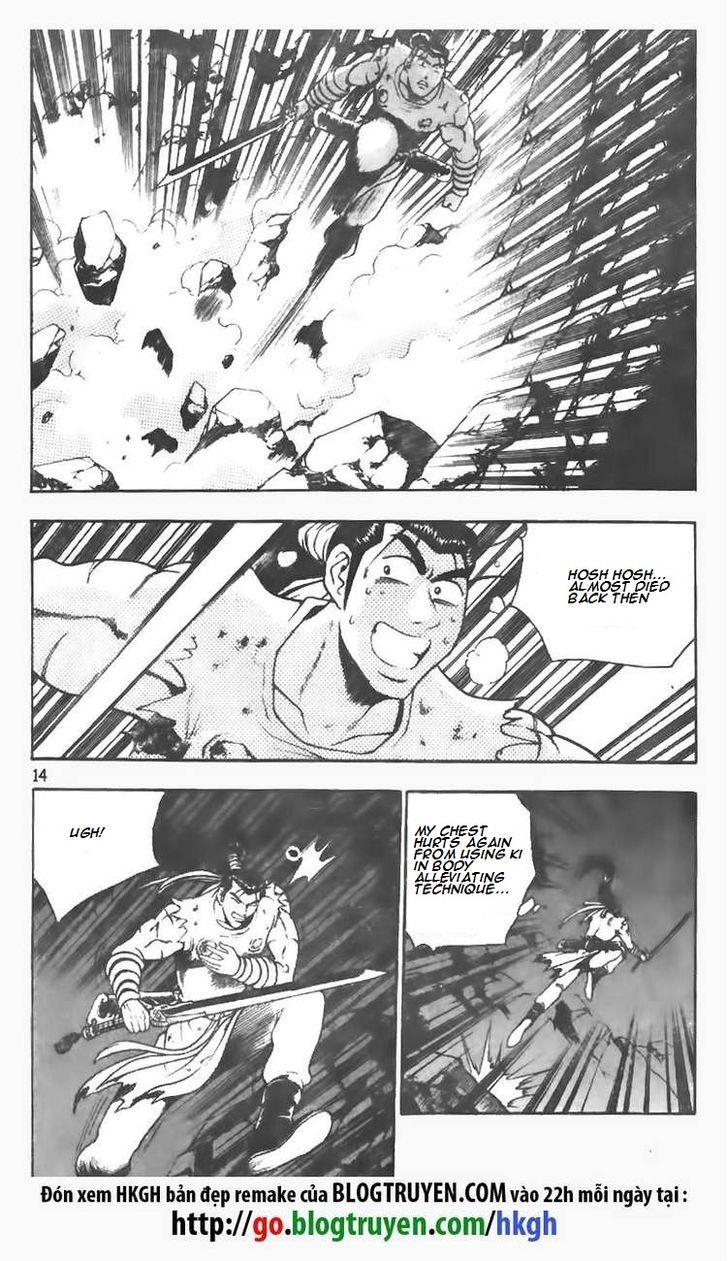 HOSH HOSH...
ALMOST DIED
BACK THEN
14
UGH!
MY CHEST
HURTS AGAIN
FROM USING KI
IN BODY
ALLEVIATING
TECHNIQUE...
Đón xem HKGH bản đẹp remake của BLOGTRUYEN.COM vào 22h mỗi ngày tại :
http://go.blogtruyen.com/hkgh